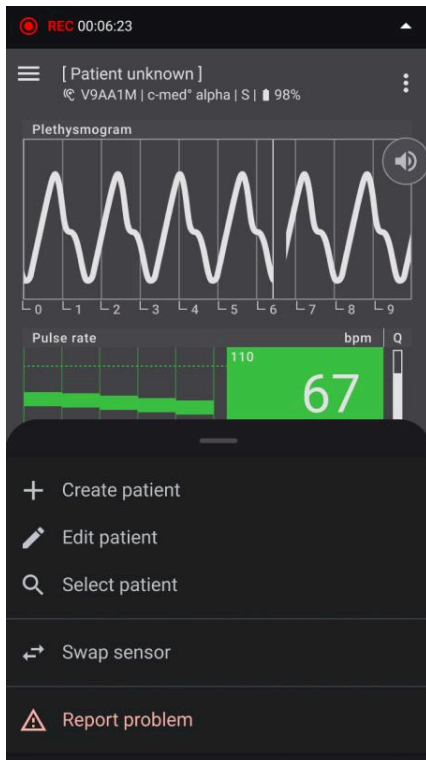 REC 00:06:23
[ Patient unknown ]
V9AA1M | c-med° alpha | S | 98%
Plethysmogram
0 1 2 3 4 5 6 7 8 9
Pulse rate bpm Q
110
67
Create patient
Edit patient
Select patient
Swap sensor
Report problem